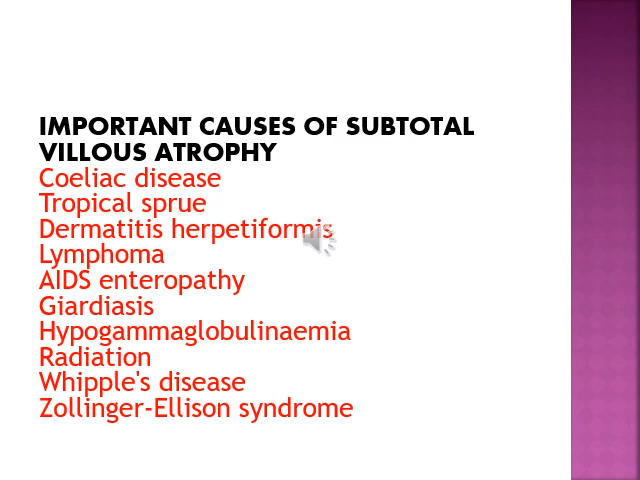 IMPORTANT CAUSES OF SUBTOTAL
VILLOUS ATROPHY
Coeliac disease
Tropical sprue
Dermatitis herpetiformis
Lymphoma
AIDS enteropathy
Giardiasis
Hypogammaglobulinaemia
Radiation
Whipple's disease
Zollinger-Ellison syndrome